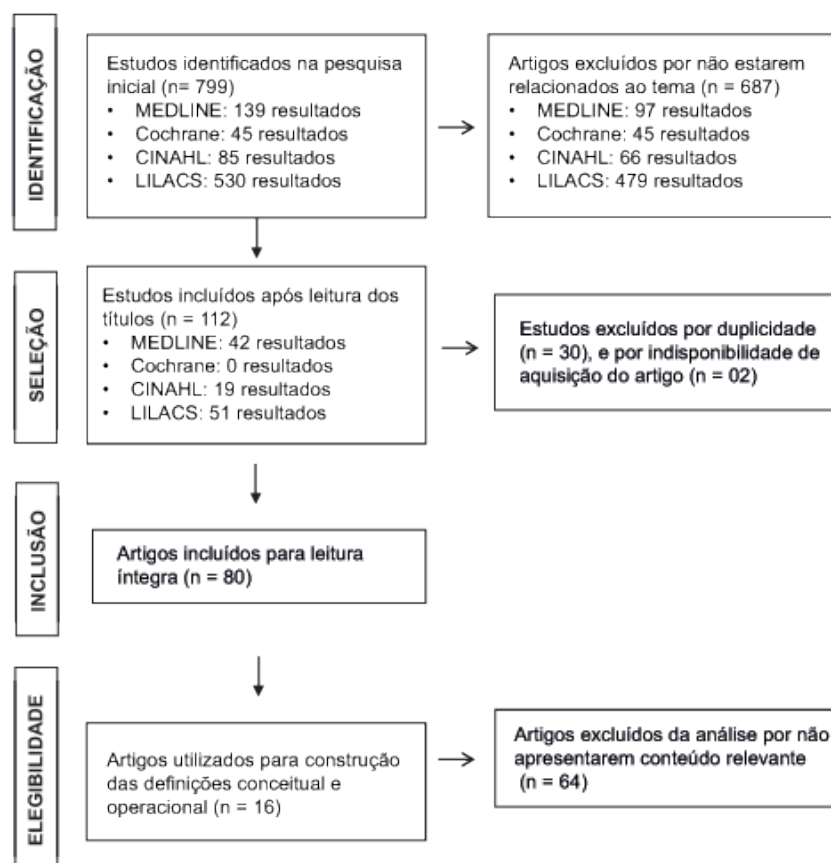 IDENTIFICAÇÃO
Estudos identificados na pesquisa
inicial (n= 799)
• MEDLINE: 139 resultados
• Cochrane: 45 resultados
• CINAHL: 85 resultados
• LILACS: 530 resultados
Artigos excluídos por não estarem
relacionados ao tema (n = 687)
• MEDLINE: 97 resultados
• Cochrane: 45 resultados
• CINAHL: 66 resultados
• LILACS: 479 resultados
SELEÇÃO
Estudos incluídos após leitura dos
títulos (n = 112)
• MEDLINE: 42 resultados
• Cochrane: 0 resultados
• CINAHL: 19 resultados
• LILACS: 51 resultados
Estudos excluídos por duplicidade
(n = 30), e por indisponibilidade de
aquisição do artigo (n = 02)
INCLUSÃO
Artigos incluídos para leitura
íntegra (n = 80)
ELEGIBILIDADE
Artigos utilizados para construção
das definições conceitual e
operacional (n = 16)
Artigos excluídos da análise por não
apresentarem conteúdo relevante
(n = 64)